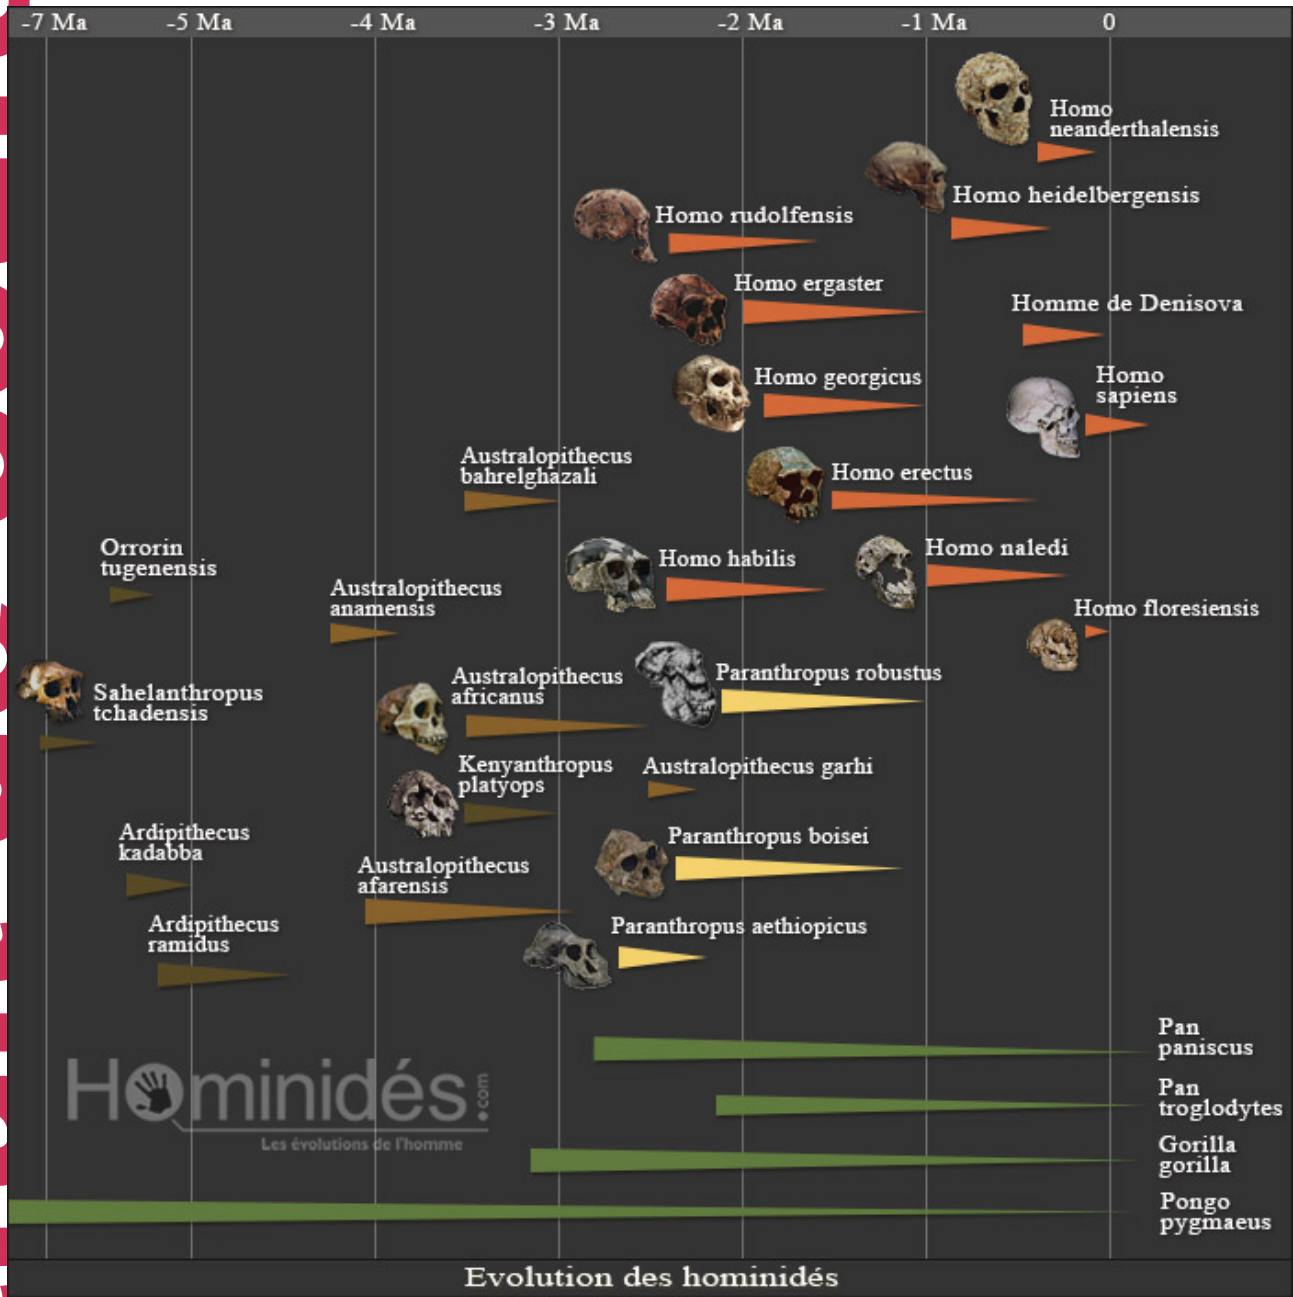 -7 Ma -5 Ma -4 Ma -3 Ma -2 Ma -1 Ma 0
Homo
neanderthalensis
Homo heidelbergensis
Homo rudolfensis
Homo ergaster
Homme de Denisova
Homo georgicus
Homo
sapiens
Australopithecus
bahrelghazali
Homo erectus
Orrorin
tugenensis
Homo habilis
Homo naledi
Australopithecus
anamensis
Homo floresiensis
Sahelanthropus
tchadensis
Australopithecus
africanus
Paranthropus robustus
Kenyanthropus
platyops
Australopithecus garhi
Ardipithecus
kadabba
Paranthropus boisei
Australopithecus
afarensis
Ardipithecus
ramidus
Paranthropus aethiopicus
Pan
paniscus
Hominidés.com
Les évolutions de l'homme
Pan
troglodytes
Gorilla
gorilla
Pongo
pygmaeus
Evolution des hominidés